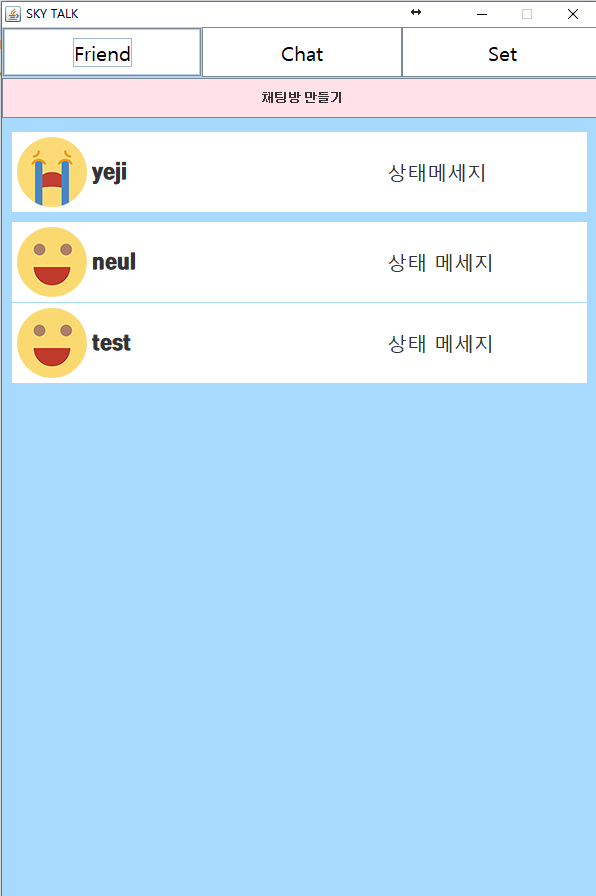 SKY TALK
Friend Chat Set
채팅방 만들기
yeji 상태메세지
neul 상태 메세지
test 상태 메세지